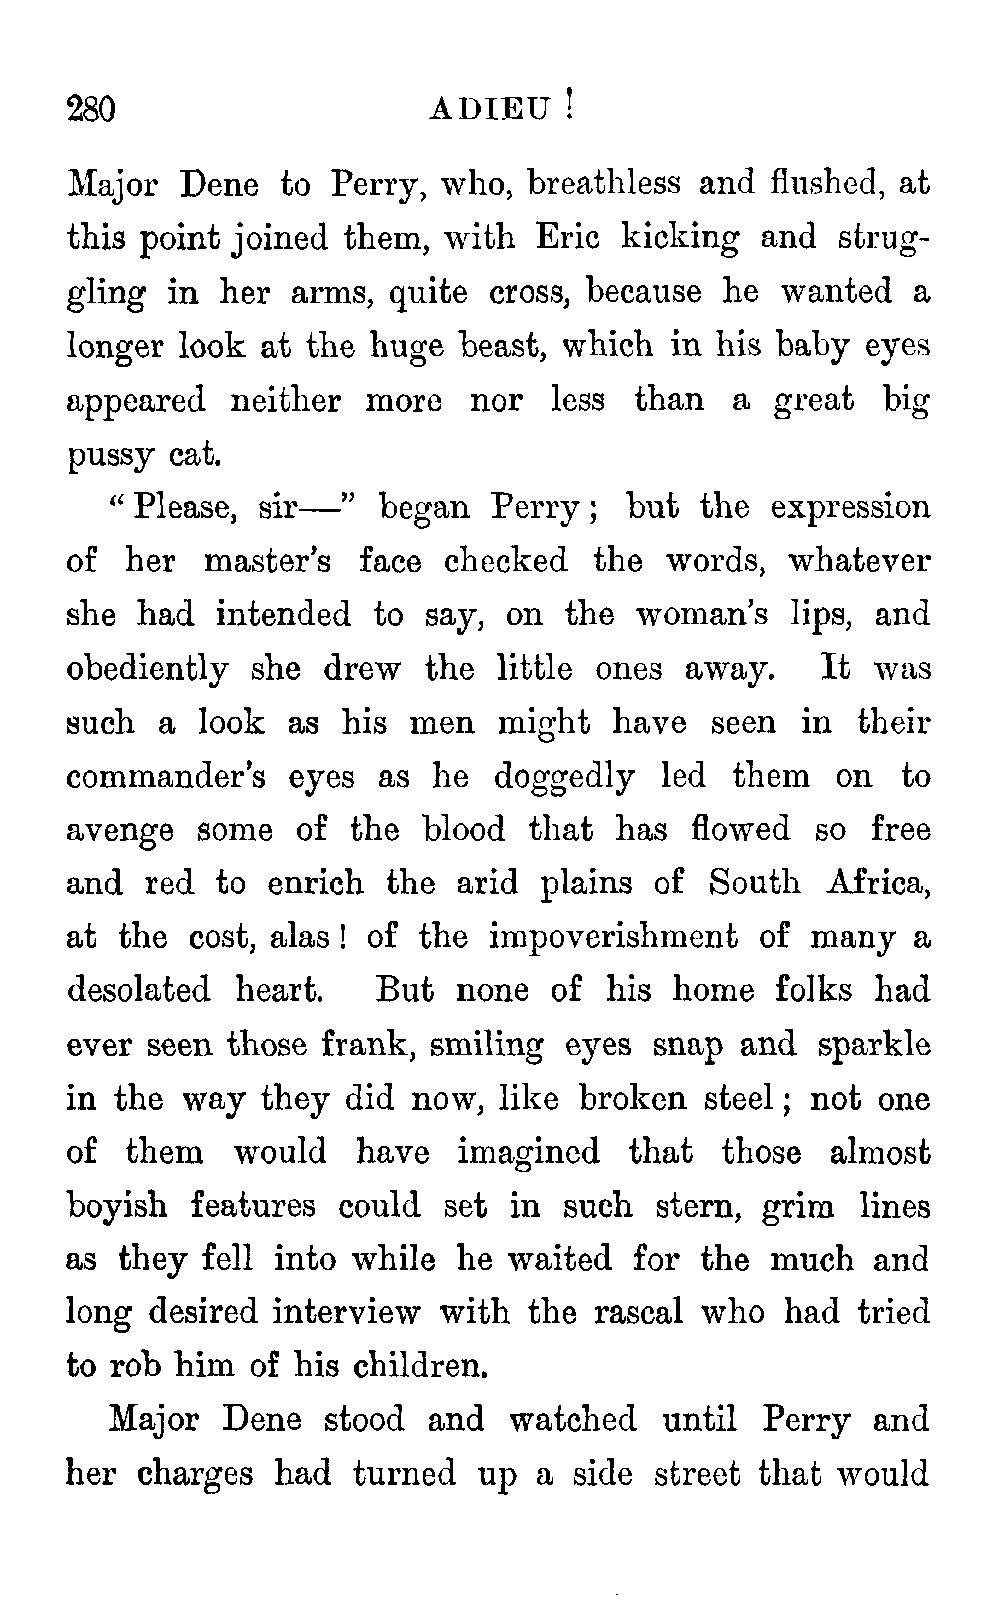 280 ADIEU !
Major Dene to Perry, who, breathless and flushed, at
this point joined them, with Eric kicking and strug-
gling in her arms, quite cross, because he wanted a
longer look at the huge beast, which in his baby eyes
appeared neither more nor less than a great big
pussy cat.
“ Please, sir—” began Perry ; but the expression
of her master’s face checked the words, whatever
she had intended to say, on the woman’s lips, and
obediently she drew the little ones away. It was
such a look as his men might have seen in their
commander’s eyes as he doggedly led them on to
avenge some of the blood that has flowed so free
and red to enrich the arid plains of South Africa,
at the cost, alas ! of the impoverishment of many a
desolated heart. But none of his home folks had
ever seen those frank, smiling eyes snap and sparkle
in the way they did now, like broken steel ; not one
of them would have imagined that those almost
boyish features could set in such stern, grim lines
as they fell into while he waited for the much and
long desired interview with the rascal who had tried
to rob him of his children.
Major Dene stood and watched until Perry and
her charges had turned up a side street that would